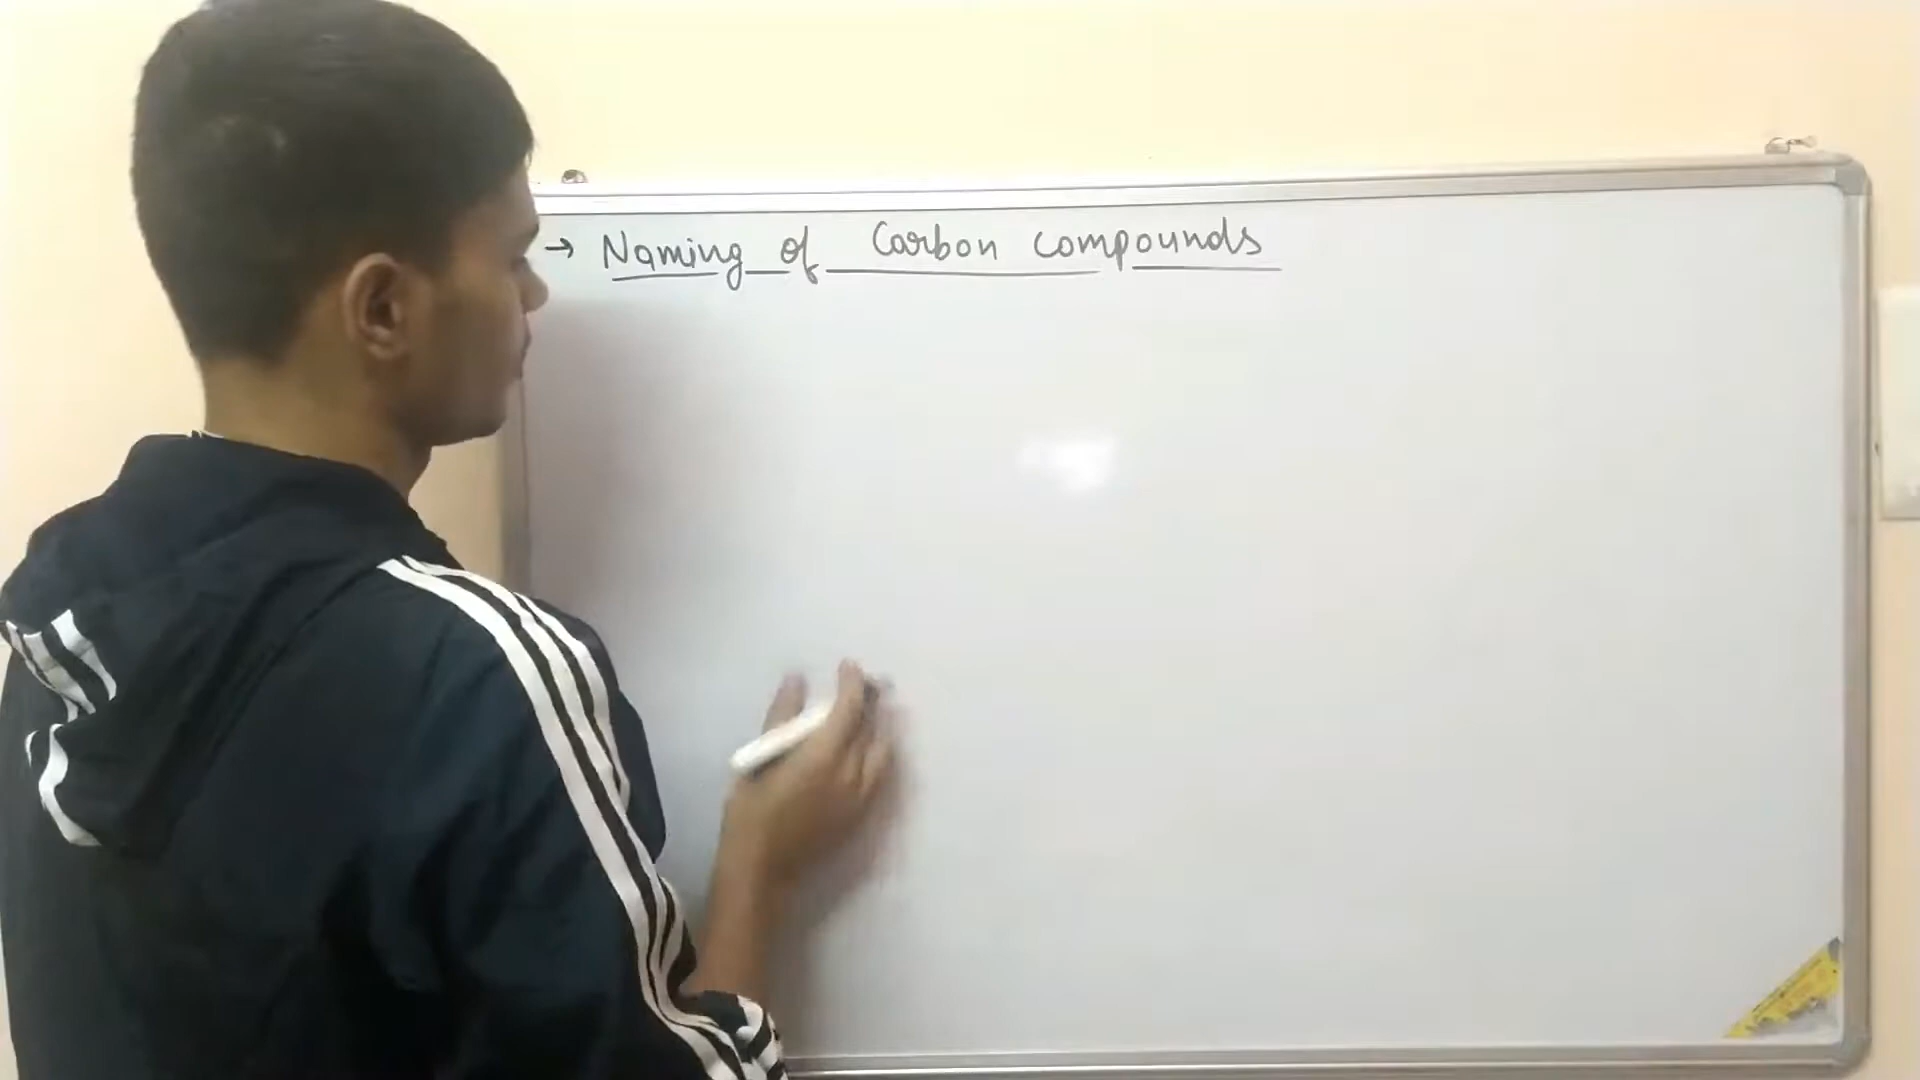 → Naming of Carbon compounds